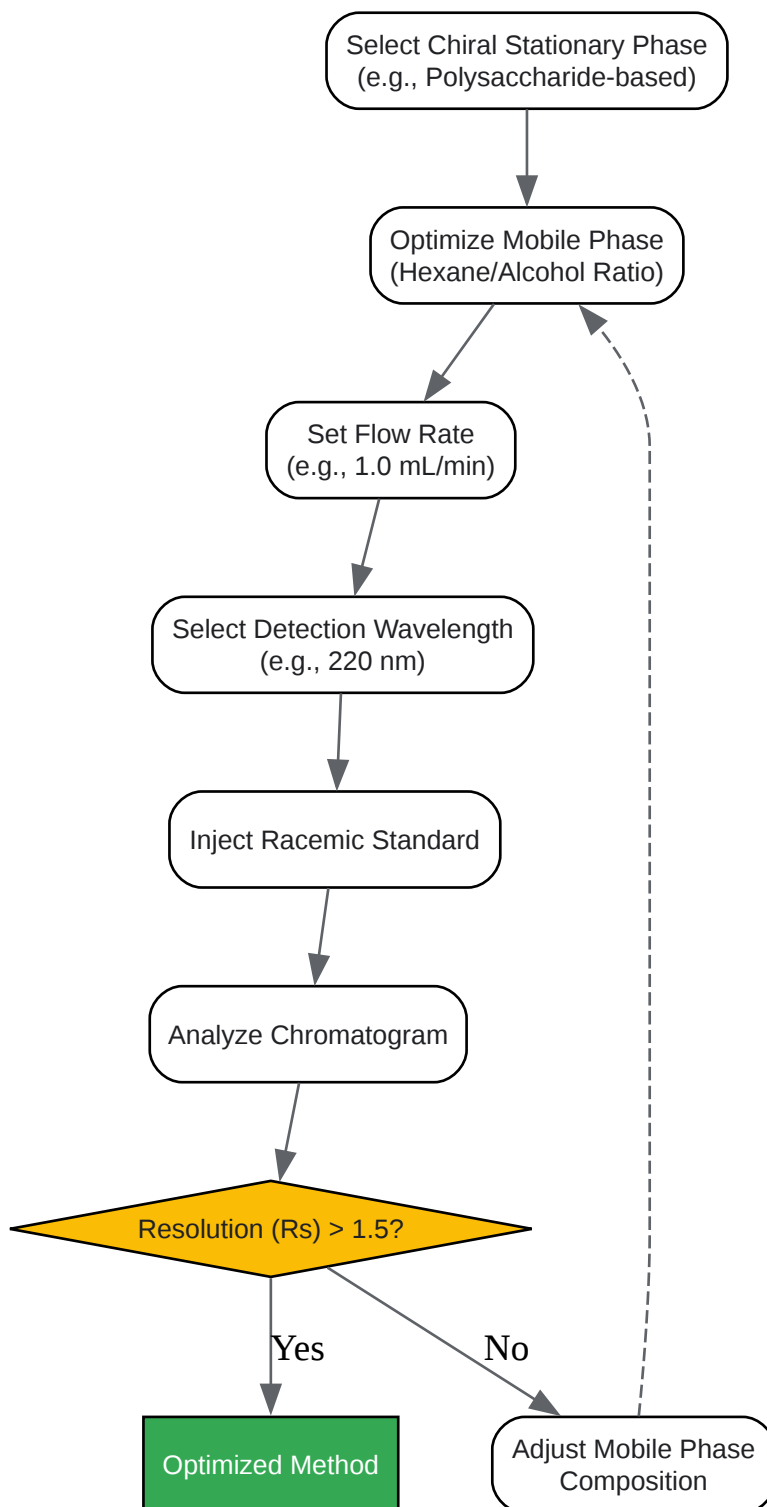 Select Chiral Stationary Phase
(e.g., Polysaccharide-based)
Optimize Mobile Phase
(Hexane/Alcohol Ratio)
Set Flow Rate
(e.g., 1.0 mL/min)
Select Detection Wavelength
(e.g., 220 nm)
Inject Racemic Standard
Analyze Chromatogram
Resolution (Rs) > 1.5?
Yes
No
Optimized Method
Adjust Mobile Phase
Composition